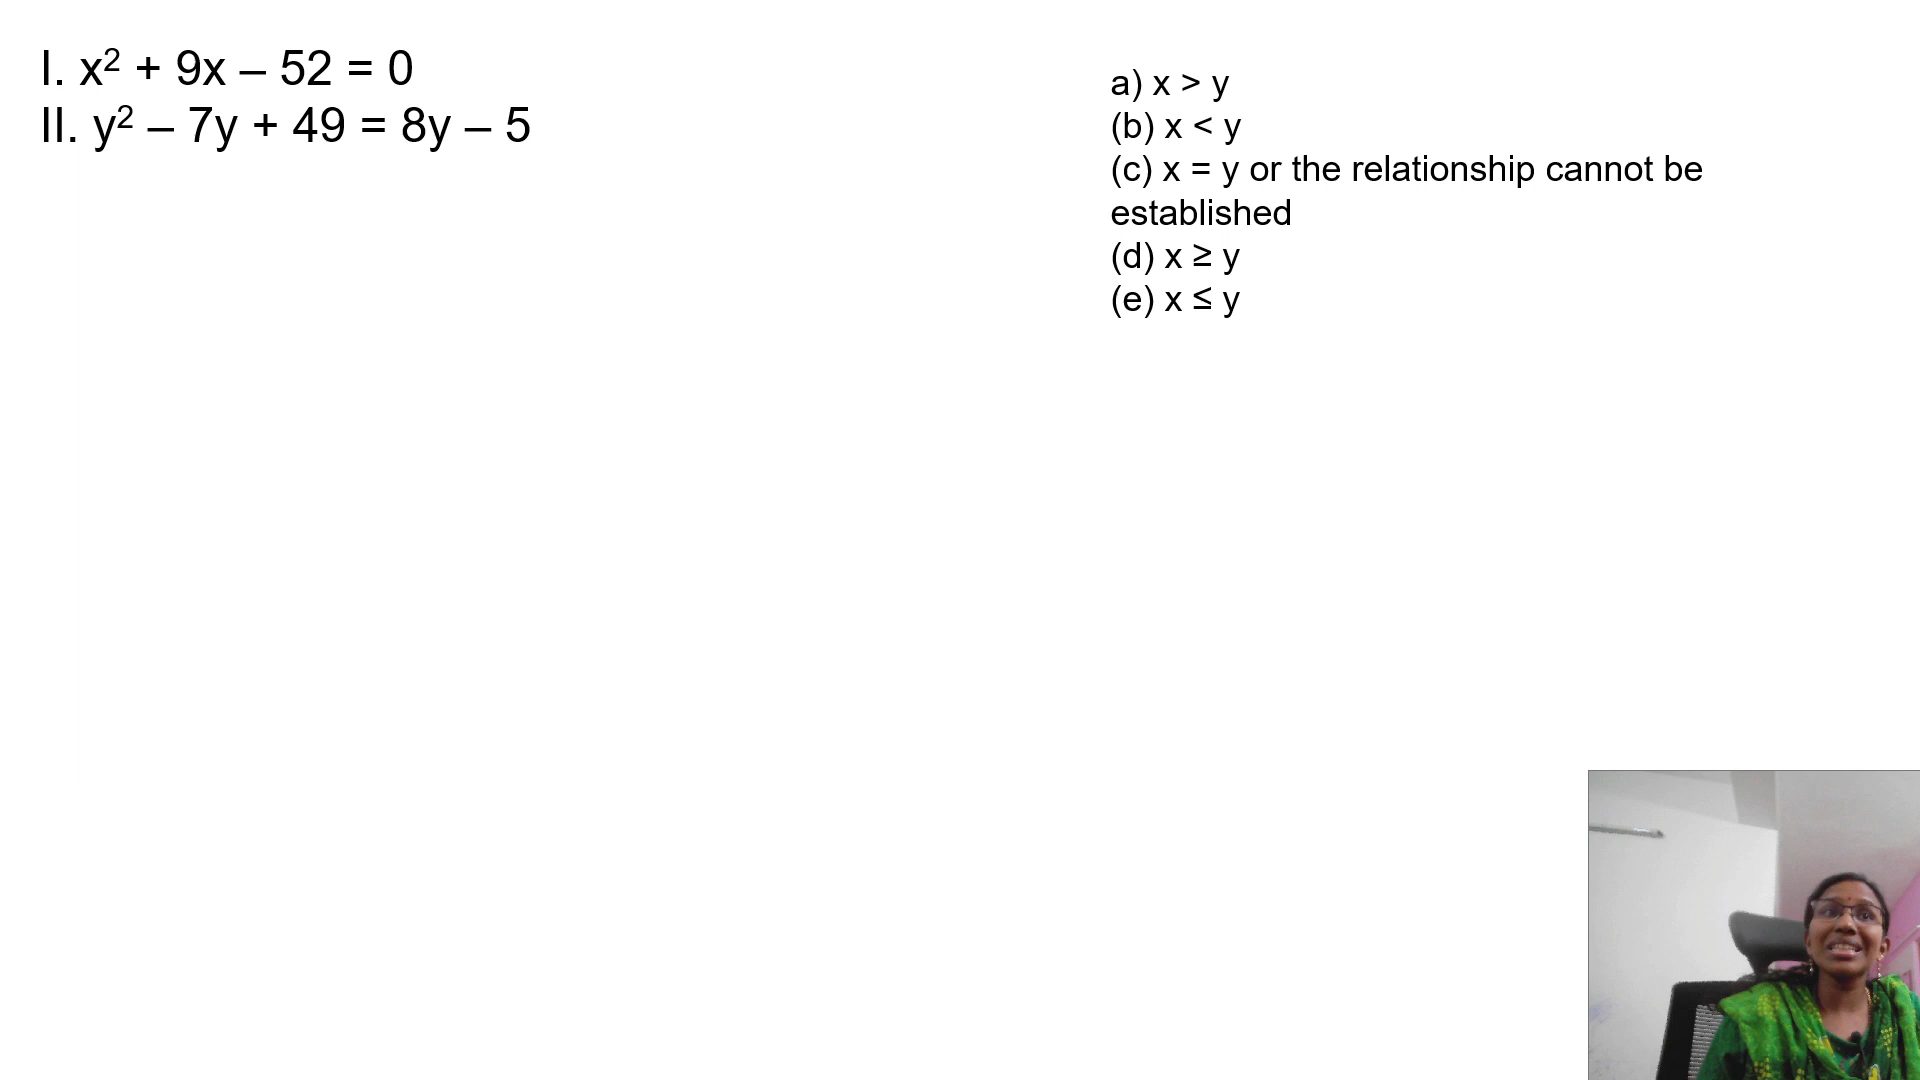 I. x² + 9x – 52 = 0
II. y² – 7y + 49 = 8y – 5
a) x > y
(b) x < y
(c) x = y or the relationship cannot be
established
(d) x ≥ y
(e) x ≤ y